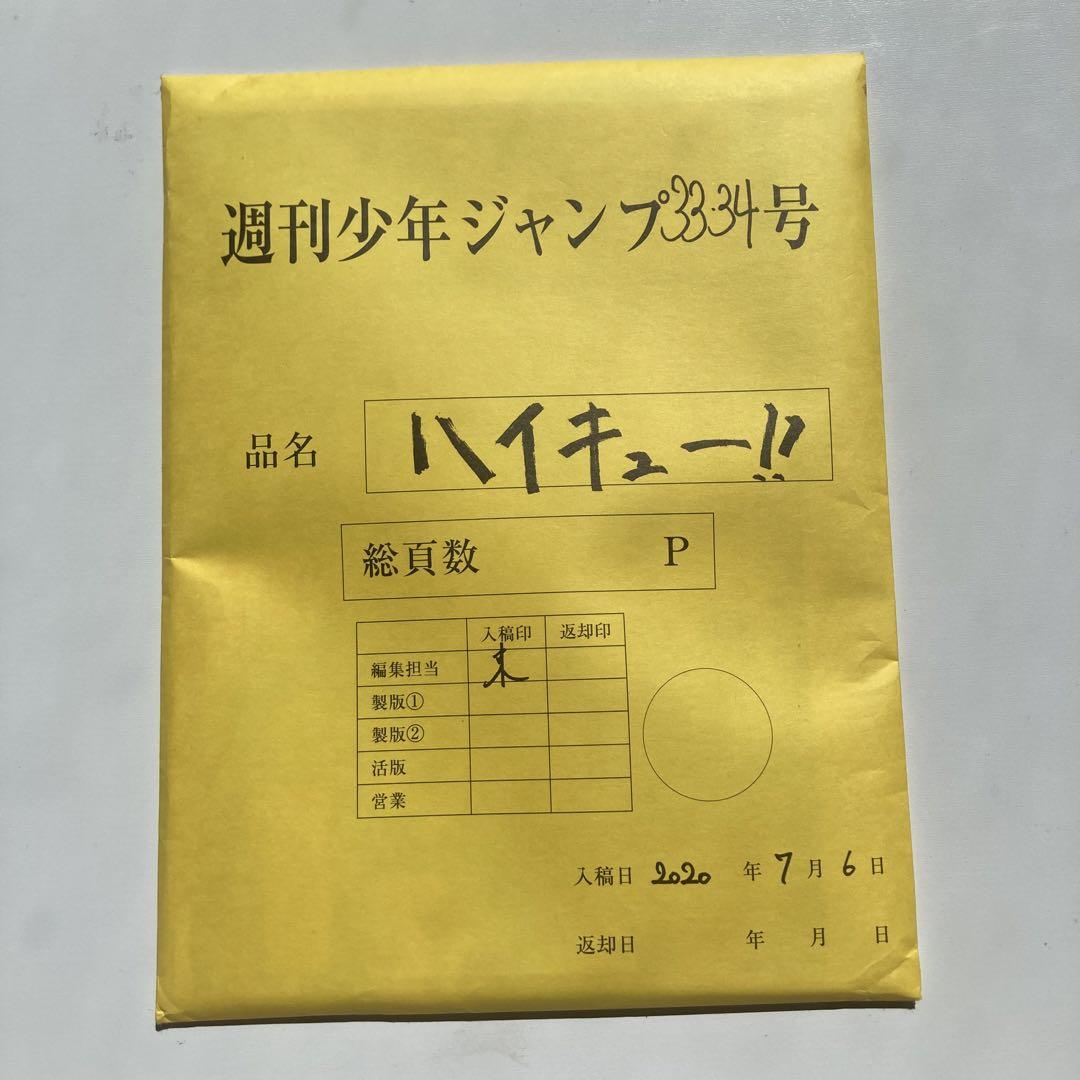 週刊少年ジャンプ33·34号
品名 ハイキュー!!
総頁数 P
入稿印 返却印
編集担当 本
製版①
製版②
活版
営業
入稿日 2020 年 7 月 6 日
返却日 年 月 日